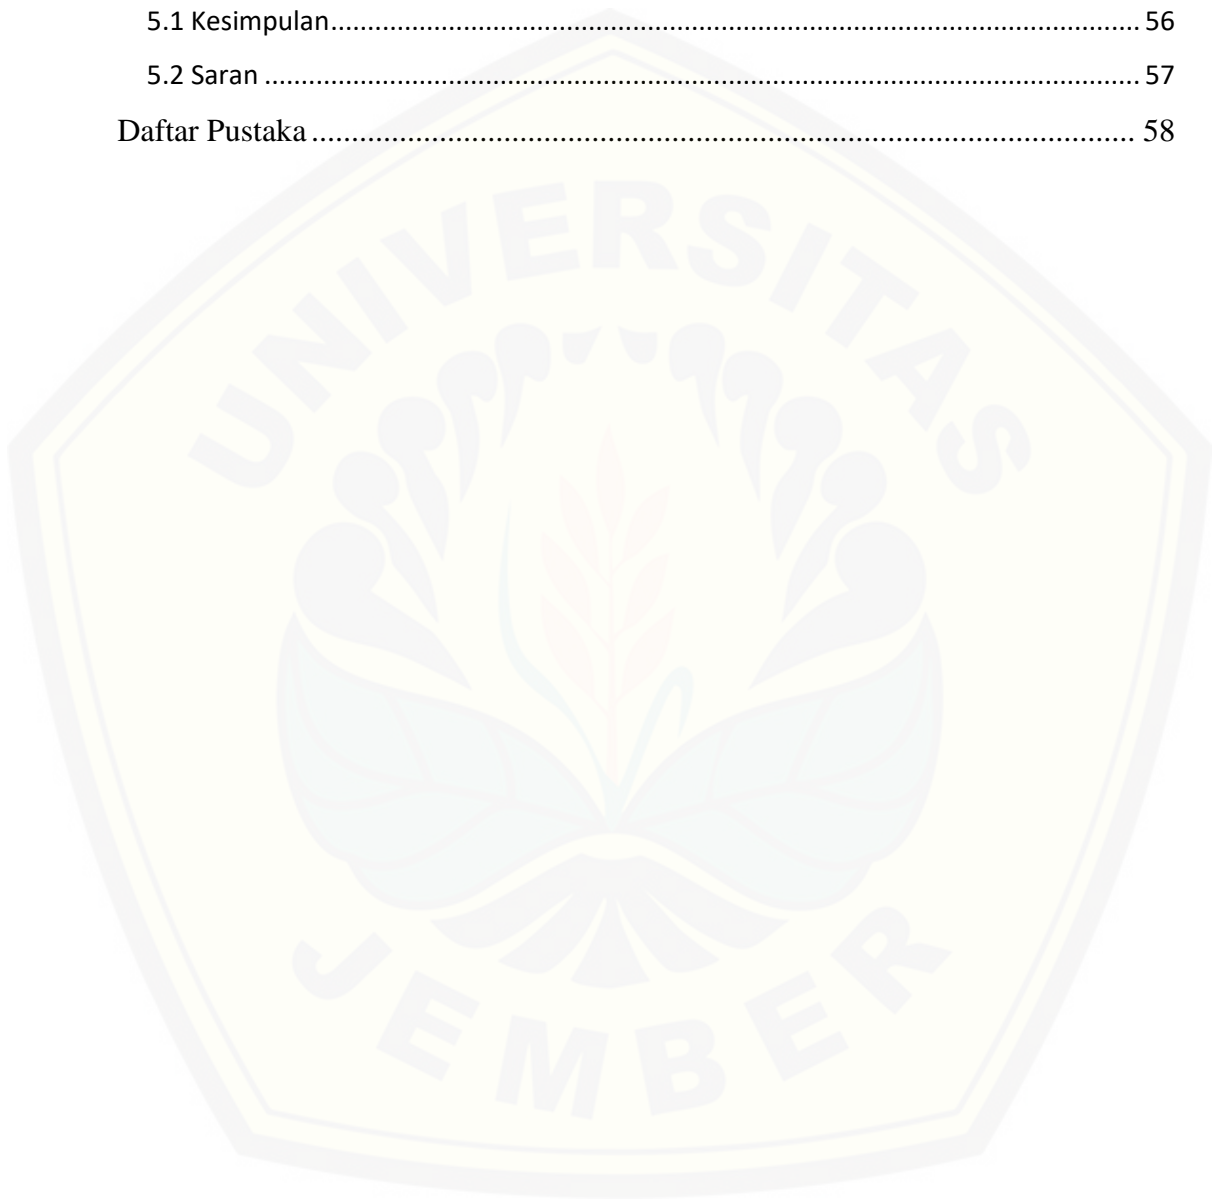 5.1 Kesimpulan.................................................................................................................. 56
5.2 Saran ........................................................................................................................... 57
Daftar Pustaka ....................................................................................................... 58
UNIVERSITAS
JEMBER